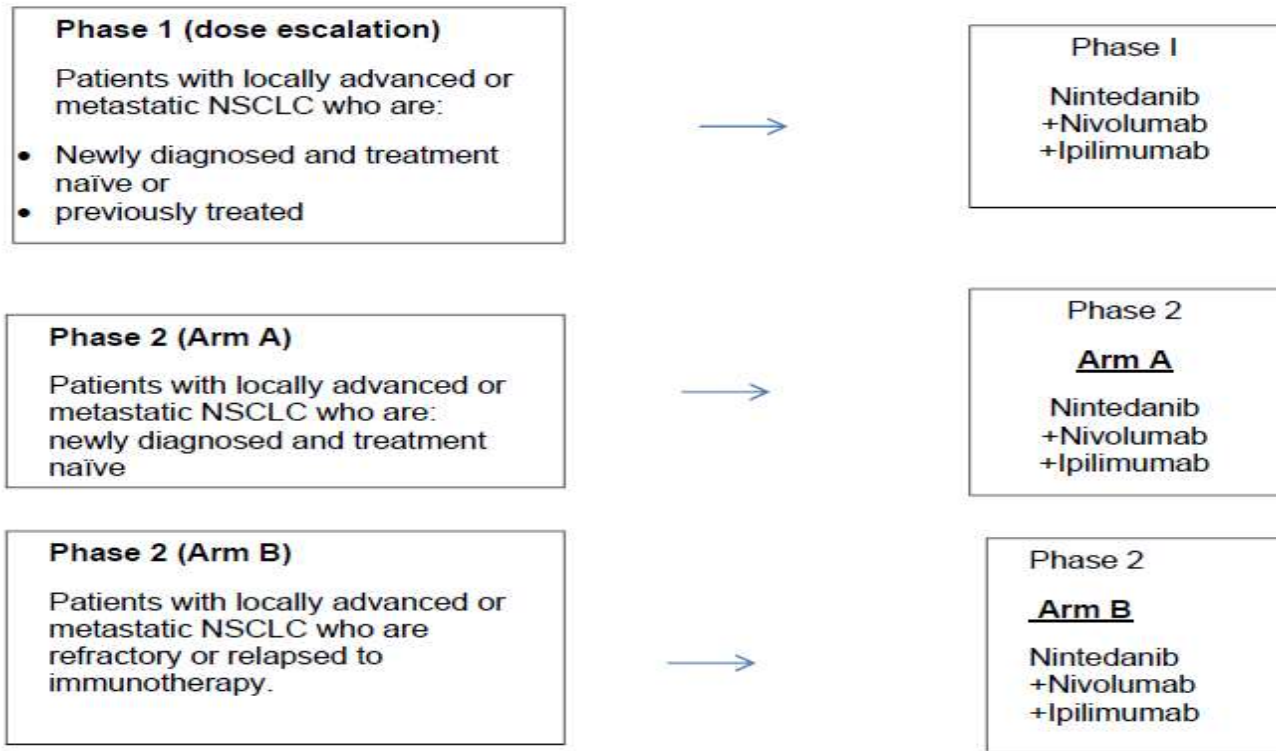 Phase 1 (dose escalation)
Patients with locally advanced or
metastatic NSCLC who are:
• Newly diagnosed and treatment
naïve or
• previously treated
Phase I
Nintedanib
+Nivolumab
+Ipilimumab
Phase 2 (Arm A)
Patients with locally advanced or
metastatic NSCLC who are:
newly diagnosed and treatment
naïve
Phase 2
Arm A
Nintedanib
+Nivolumab
+Ipilimumab
Phase 2 (Arm B)
Patients with locally advanced or
metastatic NSCLC who are
refractory or relapsed to
immunotherapy.
Phase 2
Arm B
Nintedanib
+Nivolumab
+Ipilimumab